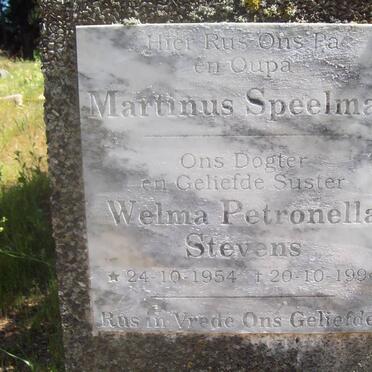 Hier Rus Ons Pa
en Oupa
Martinus Speelma
Ons Dogter
en Geliefde Suster
Welma Petronella
Stevens
* 24-10-1954 † 20-10-199
Rus in Vrede Ons Geliefde